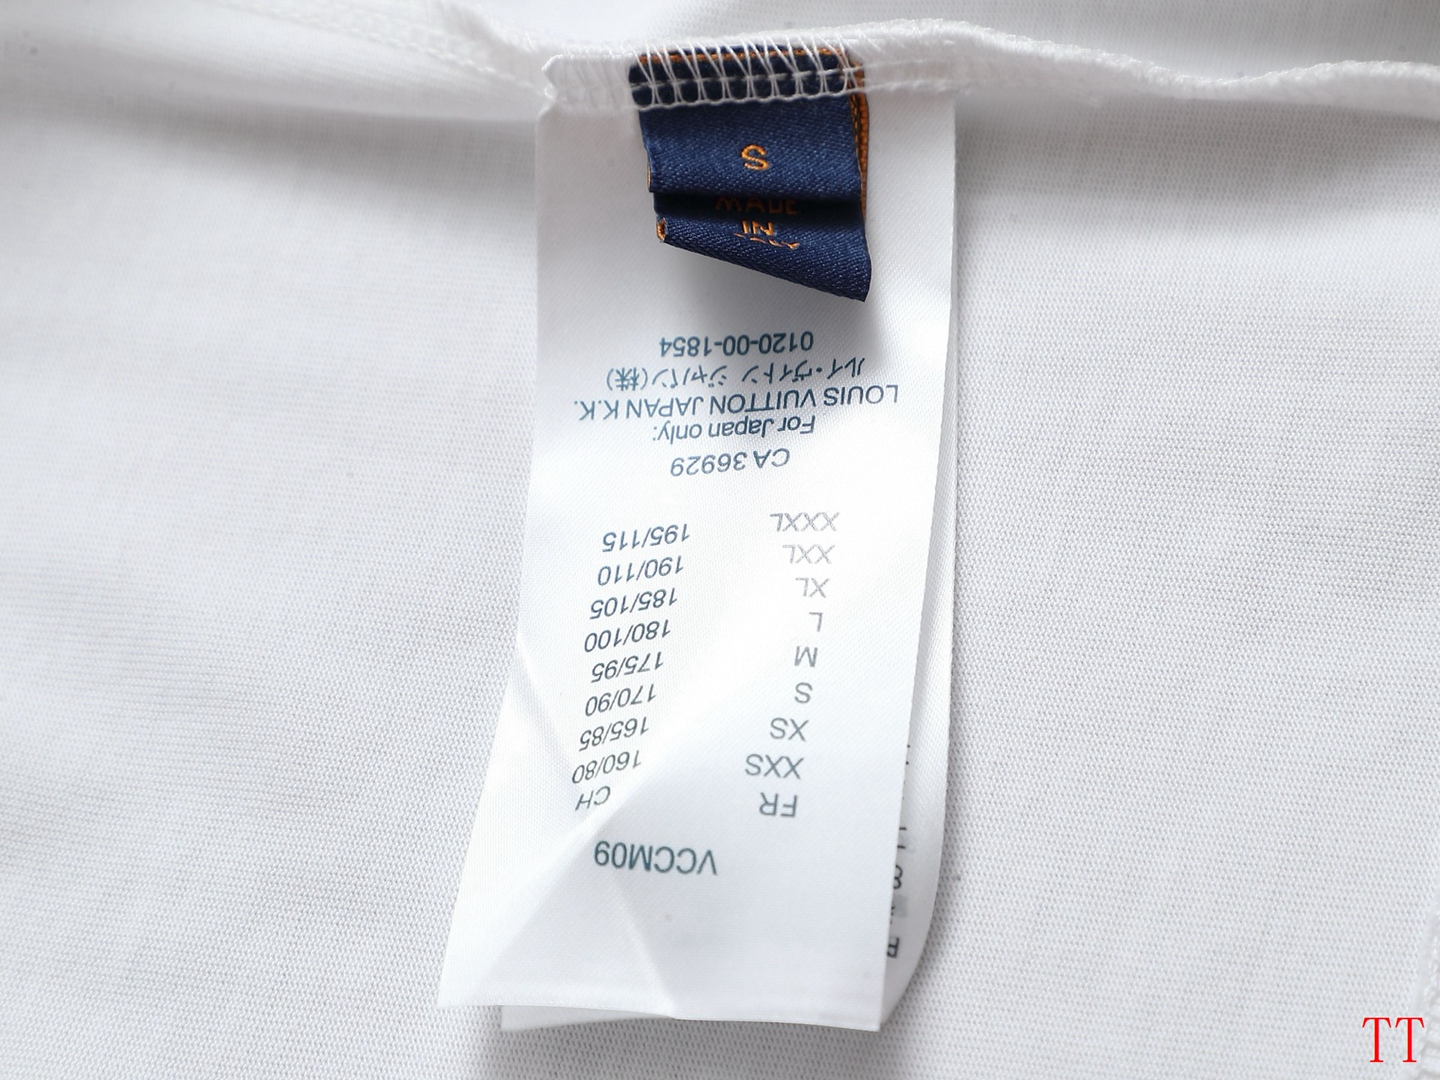 S
MADE
IN
ITALY
VCCM09
FR CH
XXS 160/80
XS 165/85
S 170/90
M 175/95
L 180/100
XL 185/105
XXL 190/110
XXXL 195/115
CA 36929
For Japan only:
LOUIS VUITTON JAPAN K.K.
ルイ・ヴィトン ジャパン(株)
0120-00-1854
TT